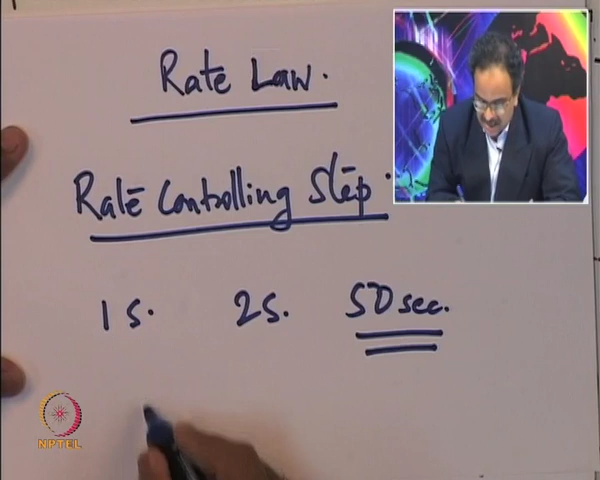 Rate Law.
Rate Controlling Step.
1 s. 2 s. 50 sec.
NPTEL